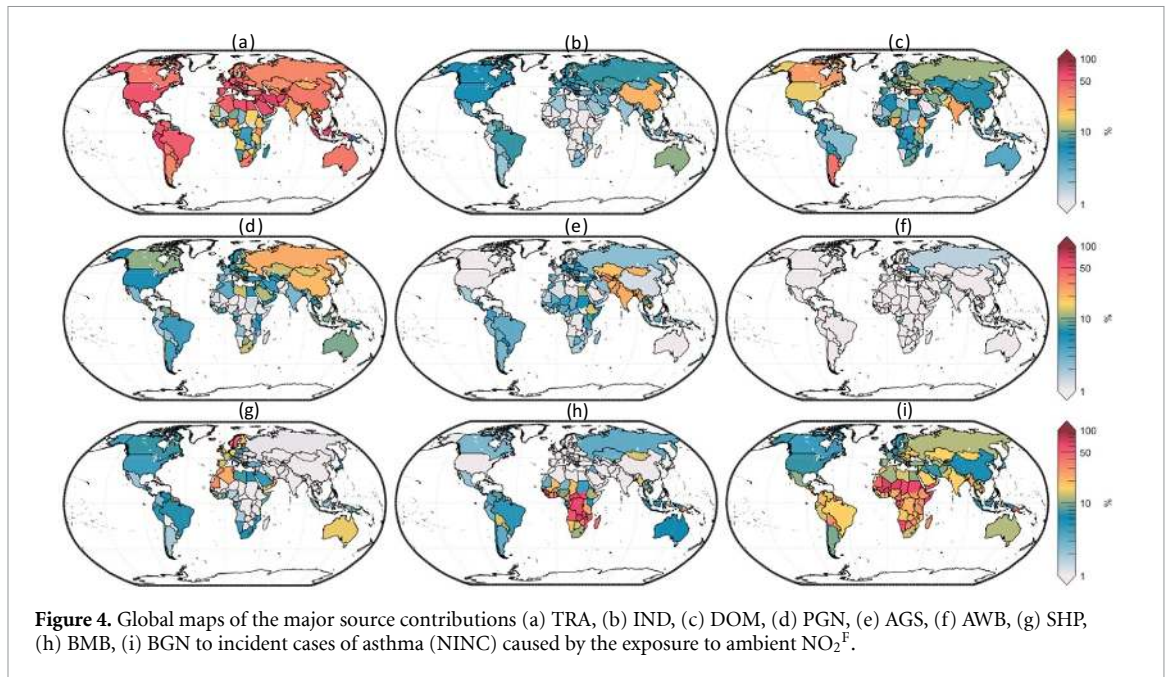 (a) (b) (c)
100
50
10 %
1
(d) (e) (f)
100
50
10 %
1
(g) (h) (i)
100
50
10 %
1
Figure 4. Global maps of the major source contributions (a) TRA, (b) IND, (c) DOM, (d) PGN, (e) AGS, (f) AWB, (g) SHP,
(h) BMB, (i) BGN to incident cases of asthma (NINC) caused by the exposure to ambient NO₂ᶠ.